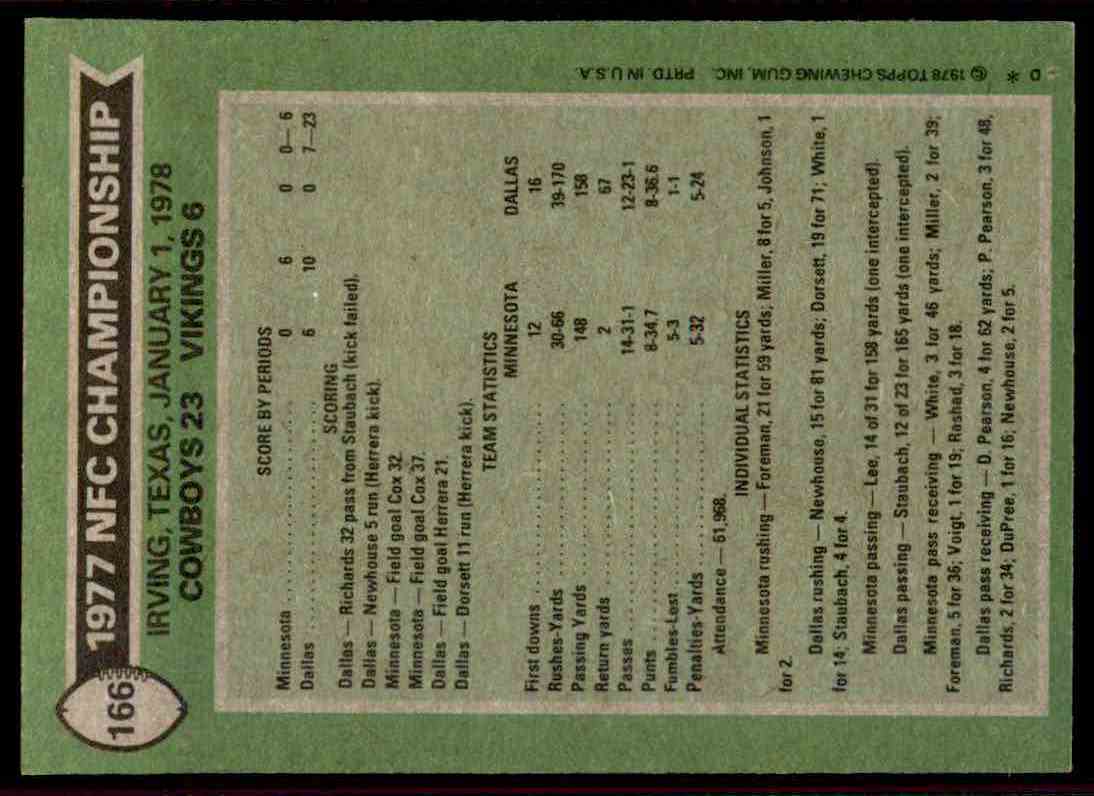 166
1977 NFC CHAMPIONSHIP
IRVING, TEXAS, JANUARY 1, 1978
COWBOYS 23 VIKINGS 6
SCORE BY PERIODS
Minnesota .......................... 0 6 0 0— 6
Dallas .............................. 6 10 0 7—23
SCORING
Dallas — Richards 32 pass from Staubach (kick failed).
Dallas — Newhouse 5 run (Herrera kick).
Minnesota — Field goal Cox 32.
Minnesota — Field goal Cox 37.
Dallas — Field goal Herrera 21.
Dallas — Dorsett 11 run (Herrera kick).
TEAM STATISTICS
MINNESOTA DALLAS
First downs .......................... 12 16
Rushes-Yards ....................... 30-66 39-170
Passing Yards ....................... 148 158
Return yards ........................ 2 67
Passes .............................. 14-31-1 12-23-1
Punts ............................... 8-34.7 8-36.6
Fumbles-Lost ....................... 5-3 1-1
Penalties-Yards ..................... 5-32 5-24
Attendance — 61,968.
INDIVIDUAL STATISTICS
Minnesota rushing — Foreman, 21 for 59 yards; Miller, 8 for 5, Johnson, 1
for 2.
Dallas rushing — Newhouse, 15 for 81 yards; Dorsett, 19 for 71; White, 1
for 14; Staubach, 4 for 4.
Minnesota passing — Lee, 14 of 31 for 158 yards (one intercepted).
Dallas passing — Staubach, 12 of 23 for 165 yards (one intercepted).
Minnesota pass receiving — White, 3 for 46 yards; Miller, 2 for 39;
Foreman, 5 for 36; Voigt, 1 for 19; Rashad, 3 for 18.
Dallas pass receiving — D. Pearson, 4 for 62 yards; P. Pearson, 3 for 48,
Richards, 2 for 34; DuPree, 1 for 16; Newhouse, 2 for 5.
D * © 1978 TOPPS CHEWING GUM, INC. PRTD. IN U.S.A.